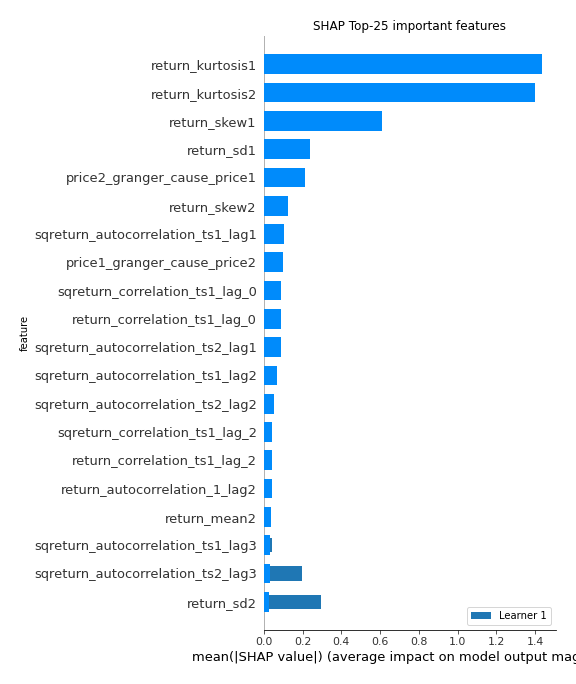 SHAP Top-25 important features
return_kurtosis1
return_kurtosis2
return_skew1
return_sd1
price2_granger_cause_price1
return_skew2
sqreturn_autocorrelation_ts1_lag1
price1_granger_cause_price2
sqreturn_correlation_ts1_lag_0
return_correlation_ts1_lag_0
feature
sqreturn_autocorrelation_ts2_lag1
sqreturn_autocorrelation_ts1_lag2
sqreturn_autocorrelation_ts2_lag2
sqreturn_correlation_ts1_lag_2
return_correlation_ts1_lag_2
return_autocorrelation_1_lag2
return_mean2
sqreturn_autocorrelation_ts1_lag3
sqreturn_autocorrelation_ts2_lag3
return_sd2
Learner 1
0.0 0.2 0.4 0.6 0.8 1.0 1.2 1.4
mean(|SHAP value|) (average impact on model output mag